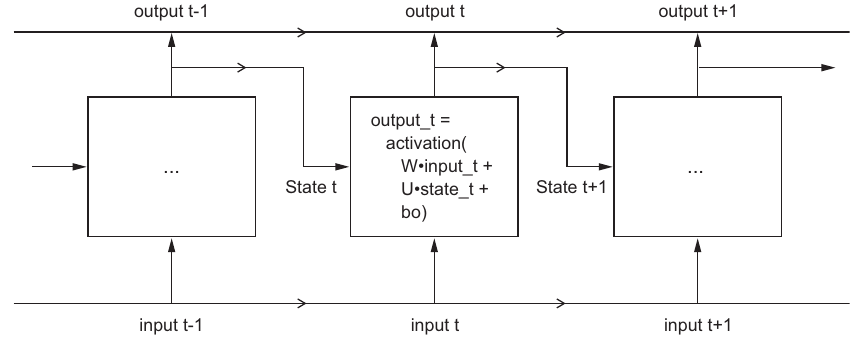 output t-1
output t
output t+1
...
output_t =
activation(
W•input_t +
U•state_t +
bo)
...
State t
State t+1
input t-1
input t
input t+1